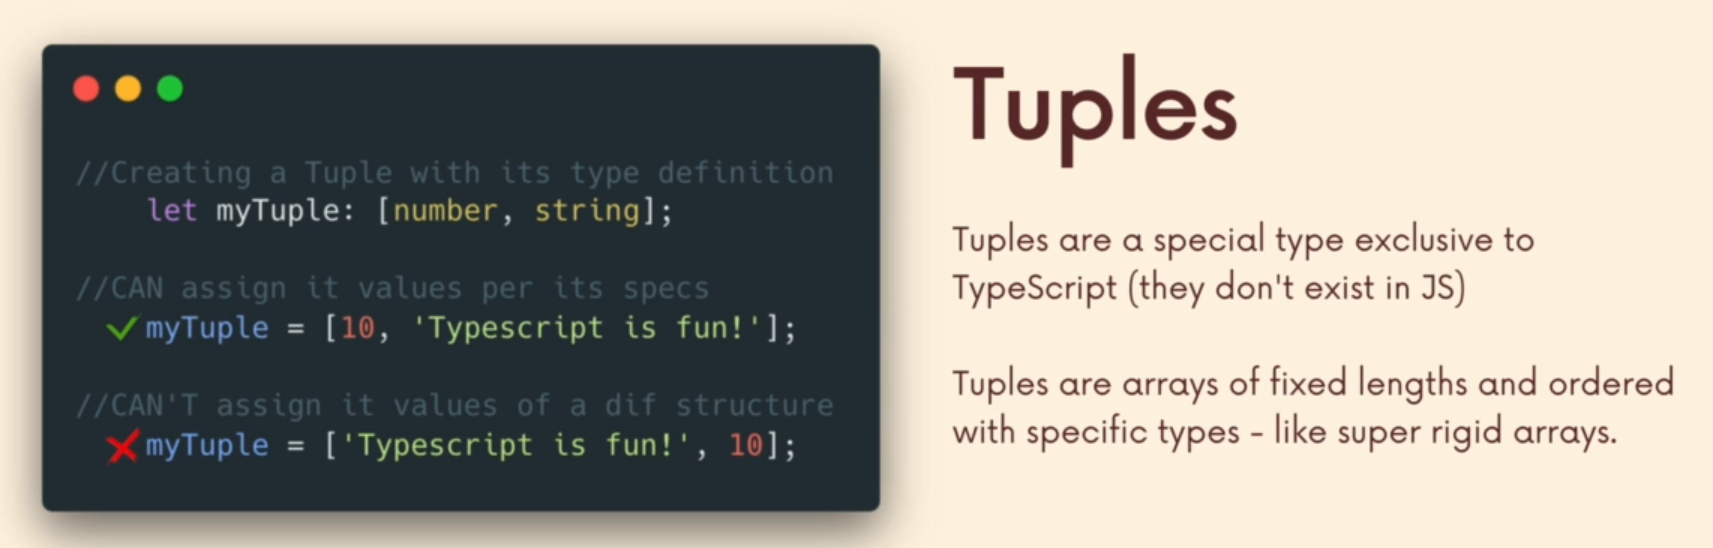 //Creating a Tuple with its type definition
let myTuple: [number, string];
//CAN assign it values per its specs
myTuple = [10, 'Typescript is fun!'];
//CAN'T assign it values of a dif structure
myTuple = ['Typescript is fun!', 10];
Tuples
Tuples are a special type exclusive to
TypeScript (they don't exist in JS)
Tuples are arrays of fixed lengths and ordered
with specific types - like super rigid arrays.